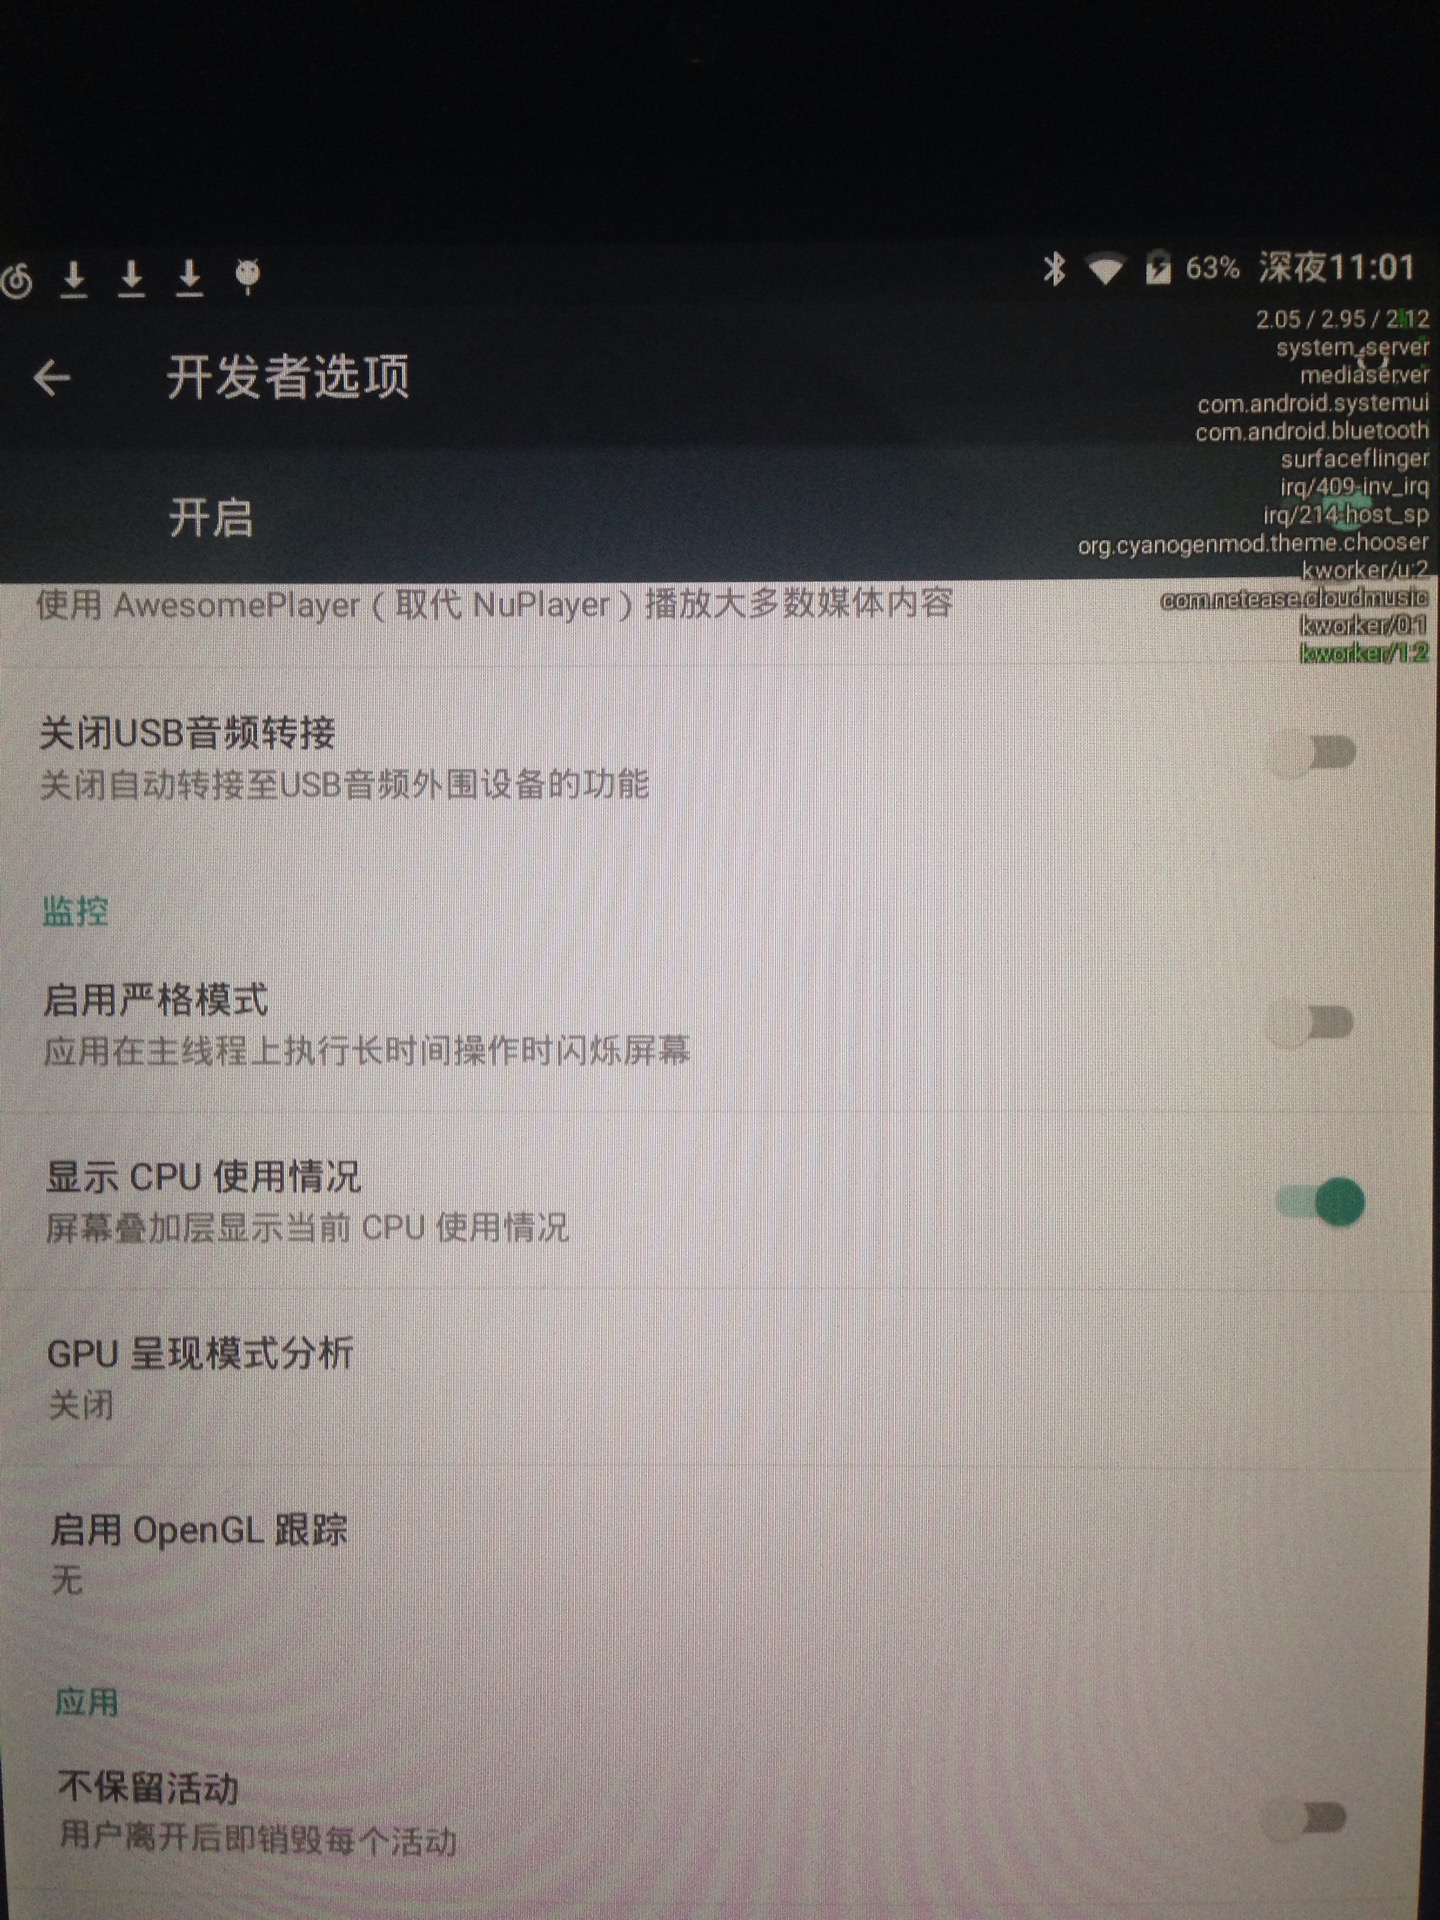 63% 深夜11:01
2.05 / 2.95 / 2.12
system_server
mediaserver
com.android.systemui
com.android.bluetooth
surfaceflinger
irq/409-inv_irq
irq/214-host_sp
org.cyanogenmod.theme.chooser
kworker/u:2
com.netease.cloudmusic
kworker/0:1
kworker/1:2
开发者选项
开启
使用 AwesomePlayer（取代 NuPlayer）播放大多数媒体内容
关闭USB音频转接
关闭自动转接至USB音频外围设备的功能
监控
启用严格模式
应用在主线程上执行长时间操作时闪烁屏幕
显示 CPU 使用情况
屏幕叠加层显示当前 CPU 使用情况
GPU 呈现模式分析
关闭
启用 OpenGL 跟踪
无
应用
不保留活动
用户离开后即销毁每个活动